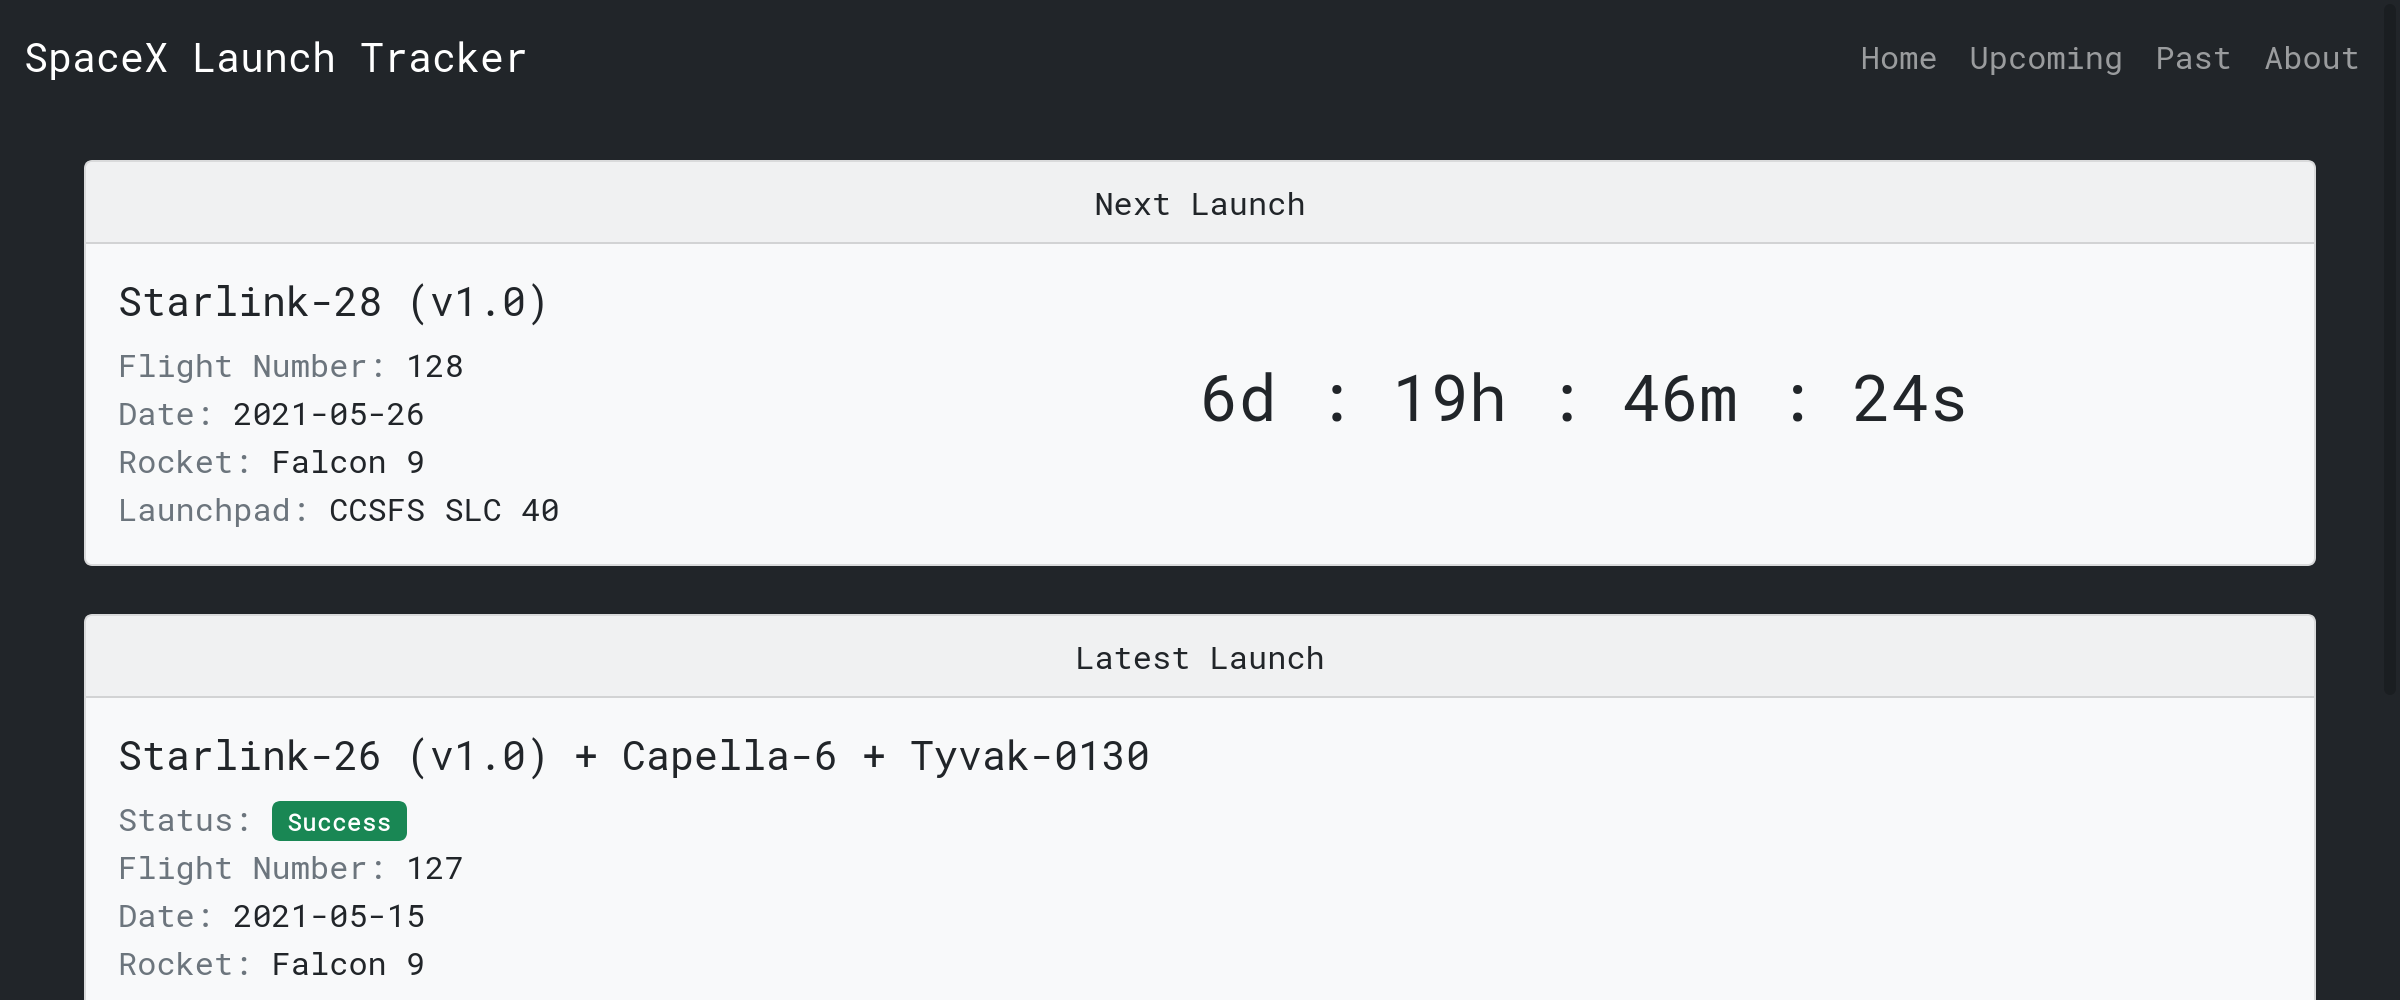 SpaceX Launch Tracker
Home Upcoming Past About
Next Launch
Starlink-28 (v1.0)
Flight Number: 128
Date: 2021-05-26
Rocket: Falcon 9
Launchpad: CCSFS SLC 40
6d : 19h : 46m : 24s
Latest Launch
Starlink-26 (v1.0) + Capella-6 + Tyvak-0130
Status: Success
Flight Number: 127
Date: 2021-05-15
Rocket: Falcon 9